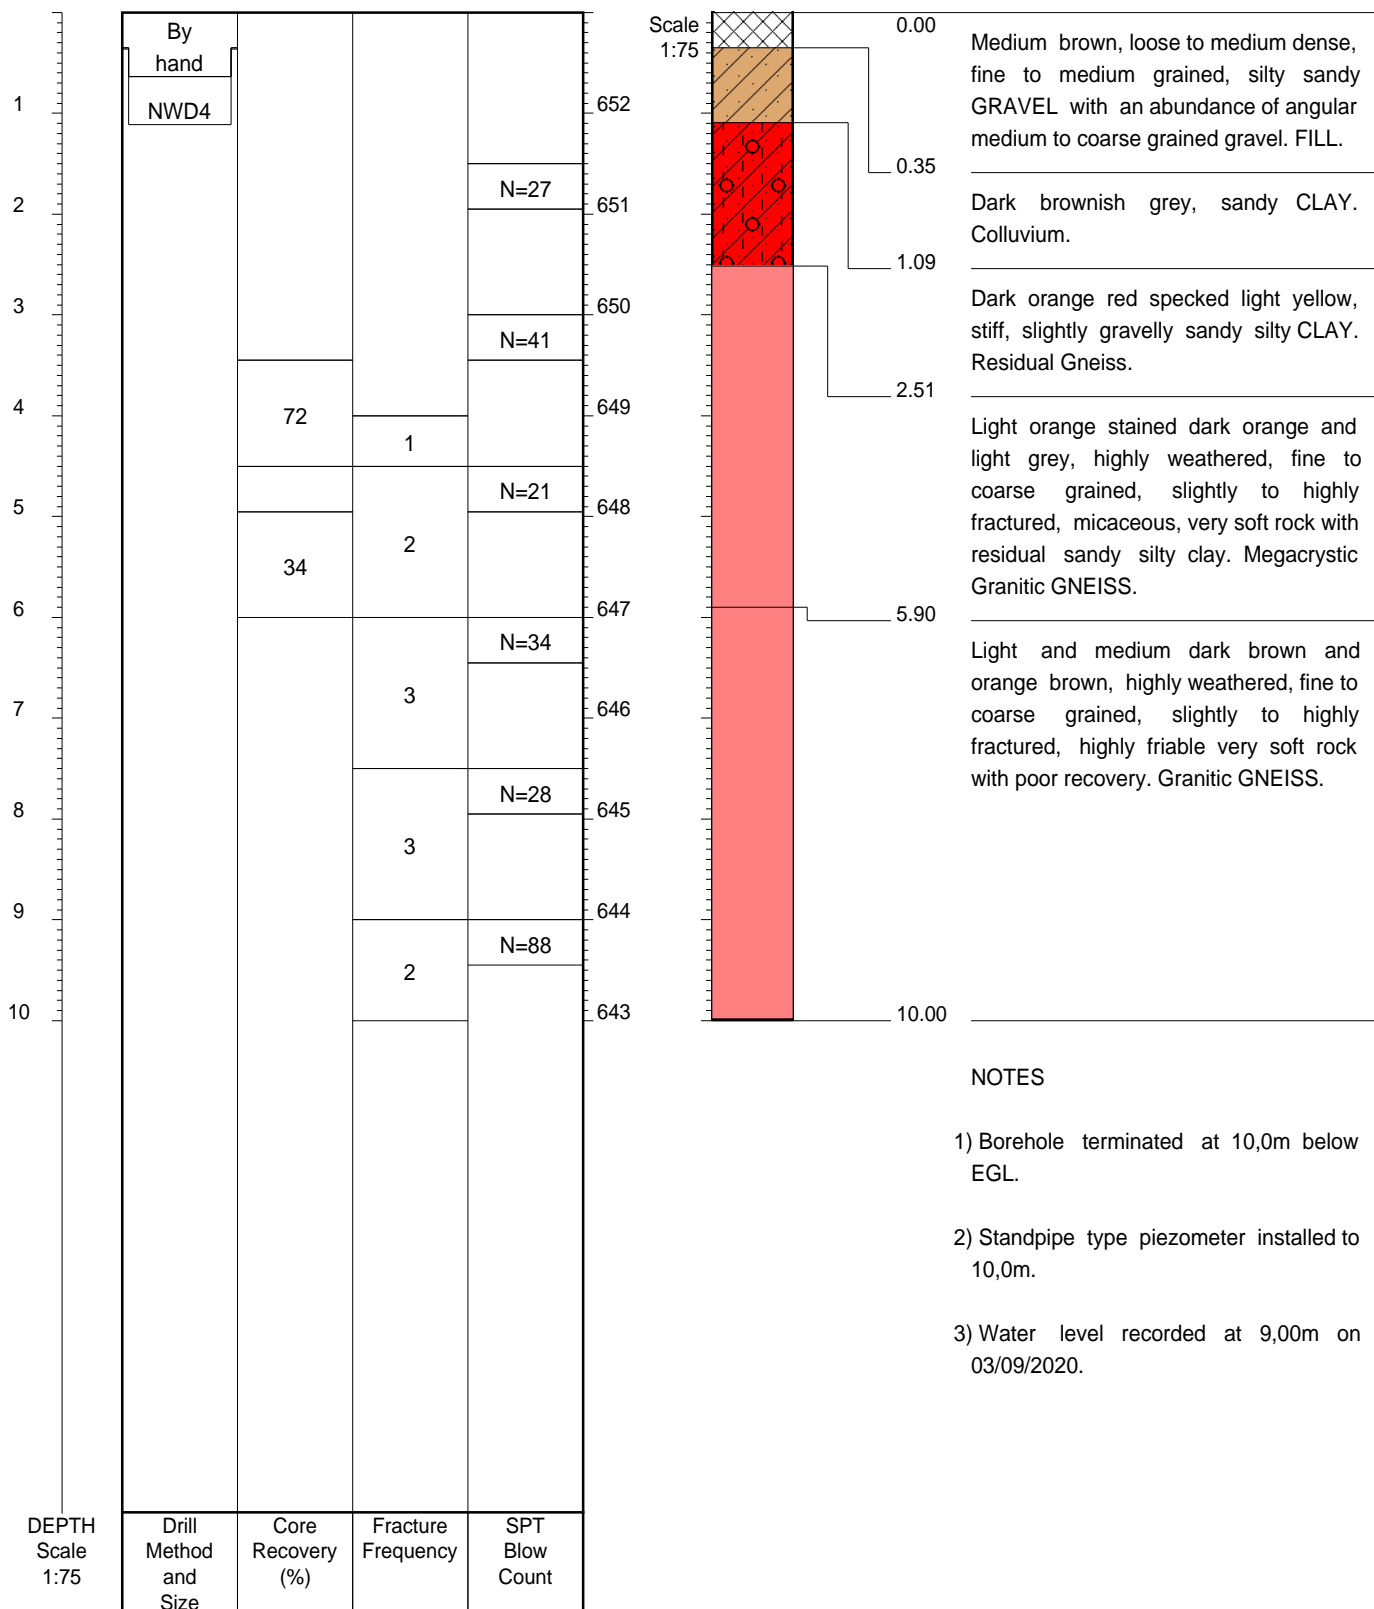 By
hand
NWD4
1
2
3
4
5
6
7
8
9
10
72
34
1
2
3
3
2
N=27
N=41
N=21
N=34
N=28
N=88
652
651
650
649
648
647
646
645
644
643
Scale
1:75
0.00
0.35
1.09
2.51
5.90
10.00
Medium brown, loose to medium dense,
fine to medium grained, silty sandy
GRAVEL with an abundance of angular
medium to coarse grained gravel. FILL.
Dark brownish grey, sandy CLAY.
Colluvium.
Dark orange red specked light yellow,
stiff, slightly gravelly sandy silty CLAY.
Residual Gneiss.
Light orange stained dark orange and
light grey, highly weathered, fine to
coarse grained, slightly to highly
fractured, micaceous, very soft rock with
residual sandy silty clay. Megacrystic
Granitic GNEISS.
Light and medium dark brown and
orange brown, highly weathered, fine to
coarse grained, slightly to highly
fractured, highly friable very soft rock
with poor recovery. Granitic GNEISS.
NOTES
1) Borehole terminated at 10,0m below
EGL.
2) Standpipe type piezometer installed to
10,0m.
3) Water level recorded at 9,00m on
03/09/2020.
DEPTH
Scale
1:75
Drill
Method
and
Size
Core
Recovery
(%)
Fracture
Frequency
SPT
Blow
Count